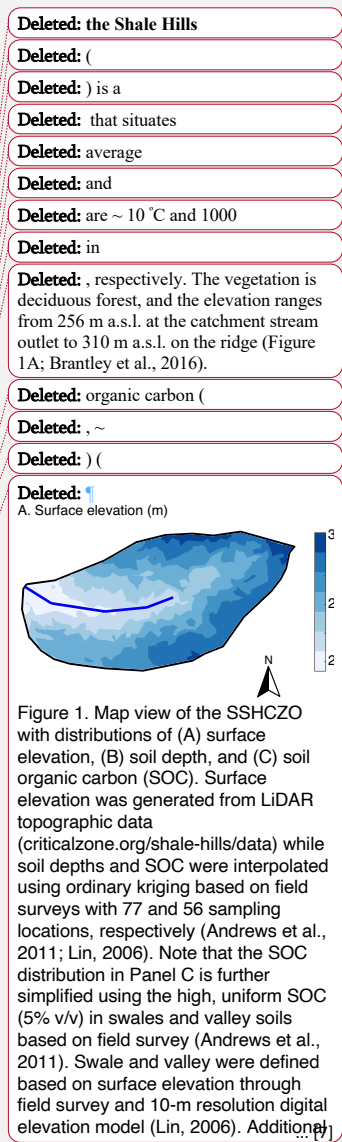 Deleted: the Shale Hills
Deleted: (
Deleted: ) is a
Deleted: that situates
Deleted: average
Deleted: and
Deleted: are ~ 10 °C and 1000
Deleted: in
Deleted: , respectively. The vegetation is
deciduous forest, and the elevation ranges
from 256 m a.s.l. at the catchment stream
outlet to 310 m a.s.l. on the ridge (Figure
1A; Brantley et al., 2016).
Deleted: organic carbon (
Deleted: , ~
Deleted: ) (
Deleted: ¶
A. Surface elevation (m)
3
2
2
N
Figure 1. Map view of the SSHCZO
with distributions of (A) surface
elevation, (B) soil depth, and (C) soil
organic carbon (SOC). Surface
elevation was generated from LiDAR
topographic data
(criticalzone.org/shale-hills/data) while
soil depths and SOC were interpolated
using ordinary kriging based on field
surveys with 77 and 56 sampling
locations, respectively (Andrews et al.,
2011; Lin, 2006). Note that the SOC
distribution in Panel C is further
simplified using the high, uniform SOC
(5% v/v) in swales and valley soils
based on field survey (Andrews et al.,
2011). Swale and valley were defined
based on surface elevation through
field survey and 10-m resolution digital
elevation model (Lin, 2006). Additional